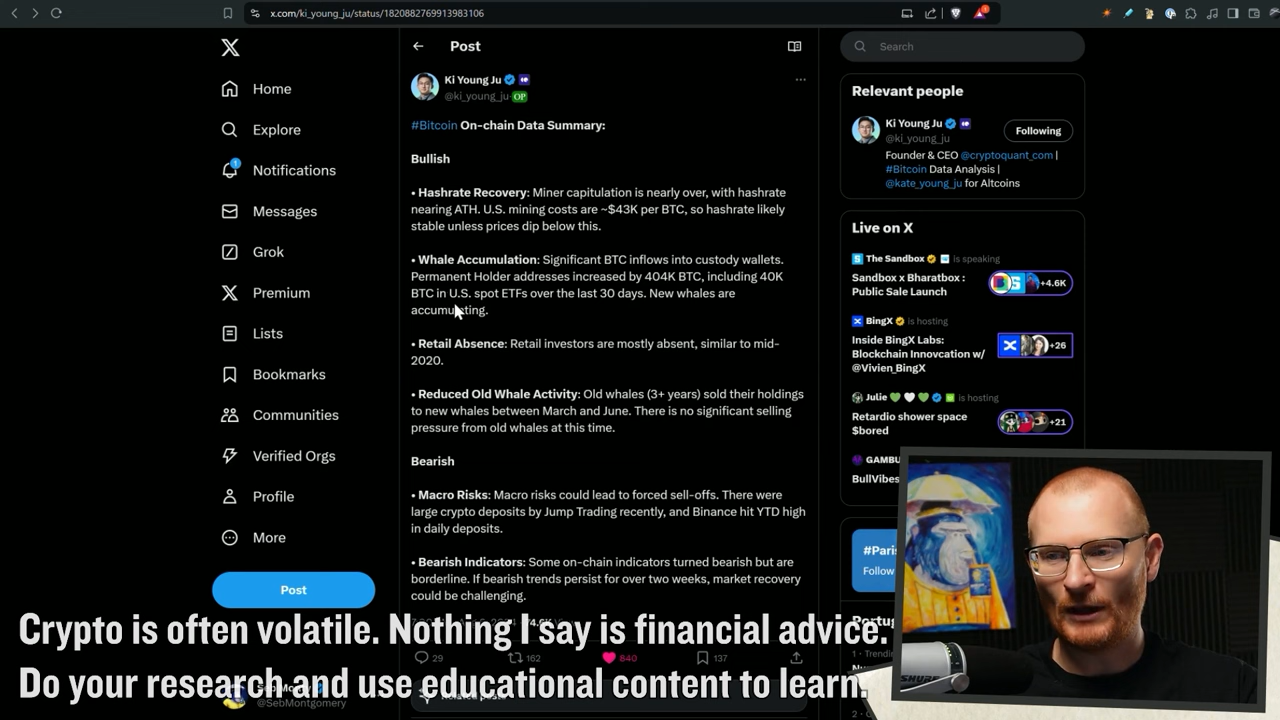 x.com/ki_young_ju/status/1820882769913983106
Home
Explore
1
Notifications
Messages
Grok
Premium
Lists
Bookmarks
Communities
Verified Orgs
Profile
More
Post
@SebMontgomery
Post
Ki Young Ju
@ki_young_ju OP
#Bitcoin On-chain Data Summary:
Bullish
• Hashrate Recovery: Miner capitulation is nearly over, with hashrate
nearing ATH. U.S. mining costs are ~$43K per BTC, so hashrate likely
stable unless prices dip below this.
• Whale Accumulation: Significant BTC inflows into custody wallets.
Permanent Holder addresses increased by 404K BTC, including 40K
BTC in U.S. spot ETFs over the last 30 days. New whales are
accumulating.
• Retail Absence: Retail investors are mostly absent, similar to mid-
2020.
• Reduced Old Whale Activity: Old whales (3+ years) sold their holdings
to new whales between March and June. There is no significant selling
pressure from old whales at this time.
Bearish
• Macro Risks: Macro risks could lead to forced sell-offs. There were
large crypto deposits by Jump Trading recently, and Binance hit YTD high
in daily deposits.
• Bearish Indicators: Some on-chain indicators turned bearish but are
borderline. If bearish trends persist for over two weeks, market recovery
could be challenging.
29 162 840 137
Search
Relevant people
Ki Young Ju
@ki_young_ju
Following
Founder & CEO @cryptoquant_com |
#Bitcoin Data Analysis |
@kate_young_ju for Altcoins
Live on X
The Sandbox is speaking
Sandbox x Bharatbox :
Public Sale Launch
+4.6K
BingX is hosting
Inside BingX Labs:
Blockchain Innovcation w/
@Vivien_BingX
+26
Julie is hosting
Retardio shower space
$bored
+21
GAMBU
BullVibes
#Paris
Follow
Portug
1 · Trending
Crypto is often volatile. Nothing I say is financial advice.
Do your research and use educational content to learn.
SHURE